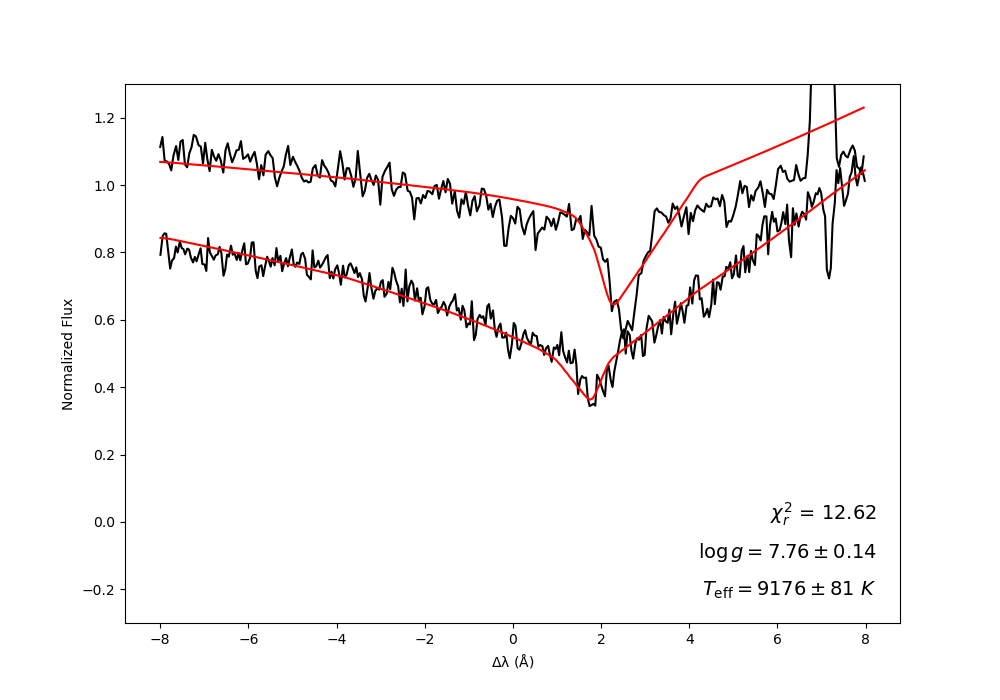 1.2
1.0
0.8
0.6
0.4
0.2
0.0
−0.2
Normalized Flux
χ²ᵣ = 12.62
log g = 7.76 ± 0.14
T_eff = 9176 ± 81 K
−8 −6 −4 −2 0 2 4 6 8
Δλ (Å)